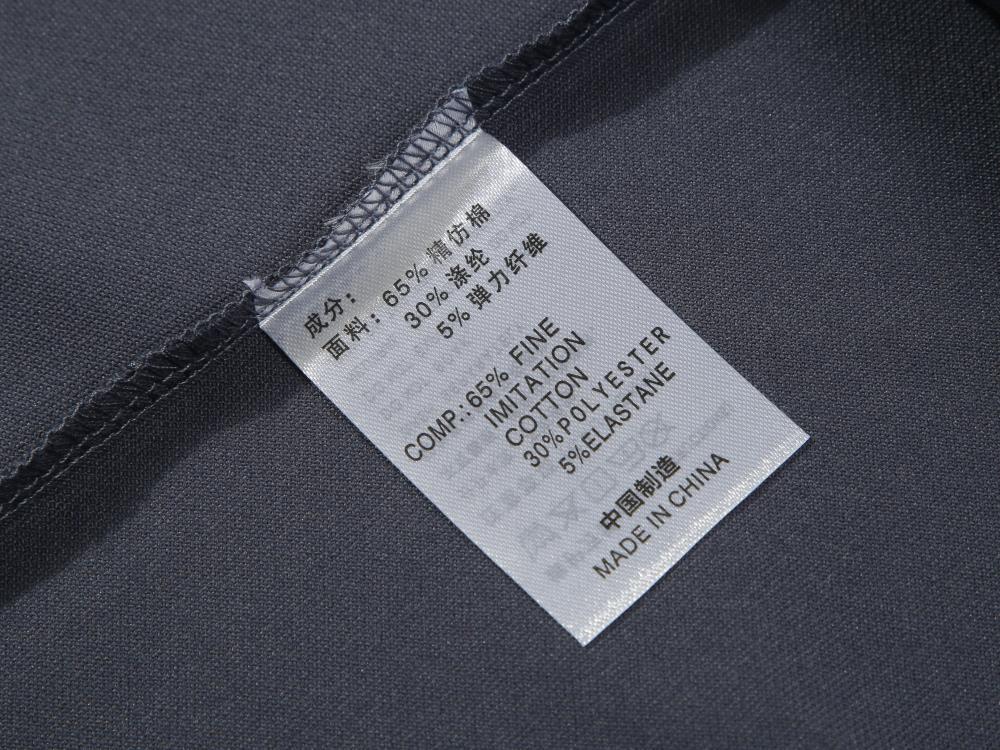 成分：
面料：65% 精仿棉
30% 涤纶
5% 弹力纤维
COMP.:65% FINE
IMITATION
COTTON
30%POLYESTER
5%ELASTANE
中国制造
MADE IN CHINA